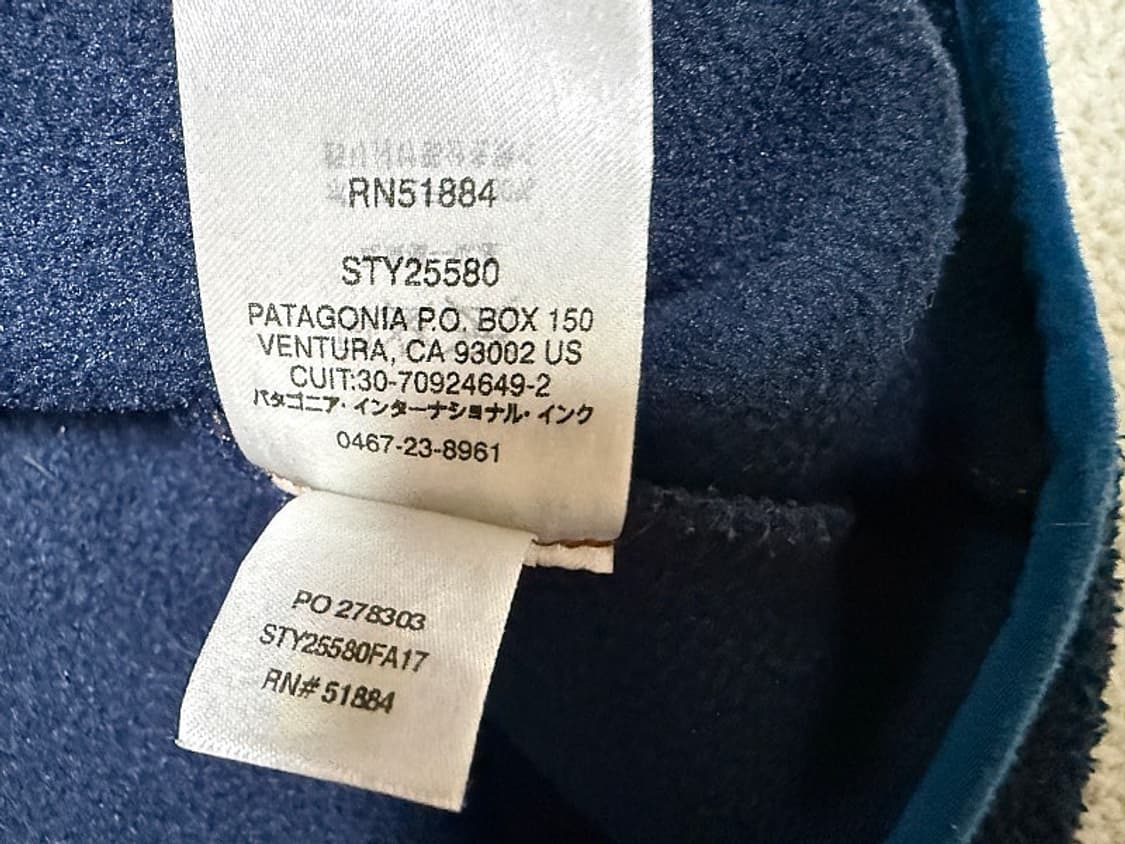 RN51884
STY25580
PATAGONIA P.O. BOX 150
VENTURA, CA 93002 US
CUIT:30-70924649-2
パタゴニア・インターナショナル・インク
0467-23-8961
PO 278303
STY25580FA17
RN# 51884